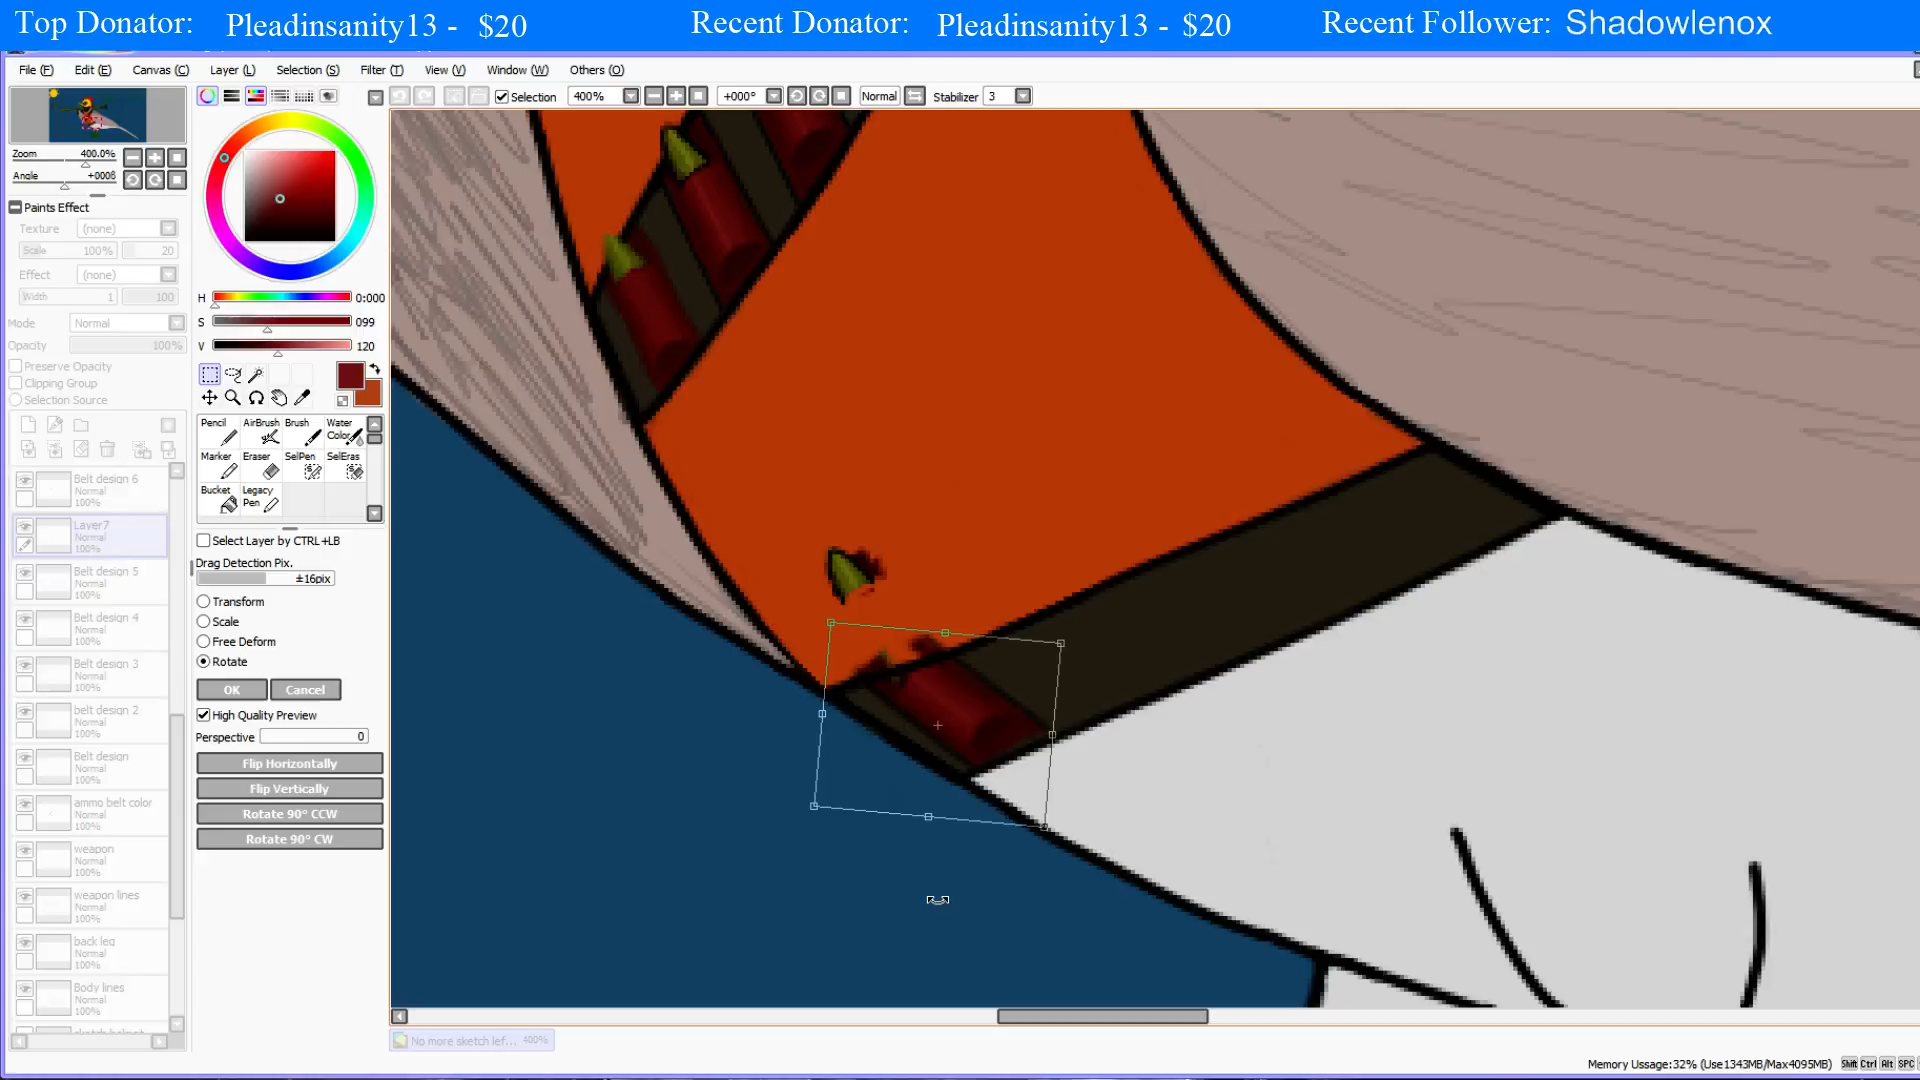 Top Donator: Pleadinsanity13 - $20 Recent Donator: Pleadinsanity13 - $20 Recent Follower: Shadowlenox
File (F) Edit (E) Canvas (C) Layer (L) Selection (S) Filter (T) View (V) Window (W) Others (O)
Selection 400% +000° Normal Stabilizer 3
Zoom 400.0%
Angle +000ß
Paints Effect
Texture (none)
Scale 100% 20
Effect (none)
Width 1 100
Mode Normal
Opacity 100%
Preserve Opacity
Clipping Group
Selection Source
Belt design 6
Normal
100%
Layer7
Normal
100%
Belt design 5
Normal
100%
Belt design 4
Normal
100%
Belt design 3
Normal
100%
belt design 2
Normal
100%
Belt design
Normal
100%
ammo belt color
Normal
100%
weapon
Normal
100%
weapon lines
Normal
100%
back leg
Normal
100%
Body lines
Normal
100%
H 0:000
S 099
V 120
Pencil AirBrush Brush Water Color
Marker Eraser SelPen SelEras
Bucket Legacy Pen
Select Layer by CTRL+LB
Drag Detection Pix.
±16pix
Transform
Scale
Free Deform
Rotate
OK Cancel
High Quality Preview
Perspective 0
Flip Horizontally
Flip Vertically
Rotate 90° CCW
Rotate 90° CW
No more sketch lef... 400%
Memory Ussage:32% (Use1343MB/Max4095MB) Shift Ctrl Alt SPC